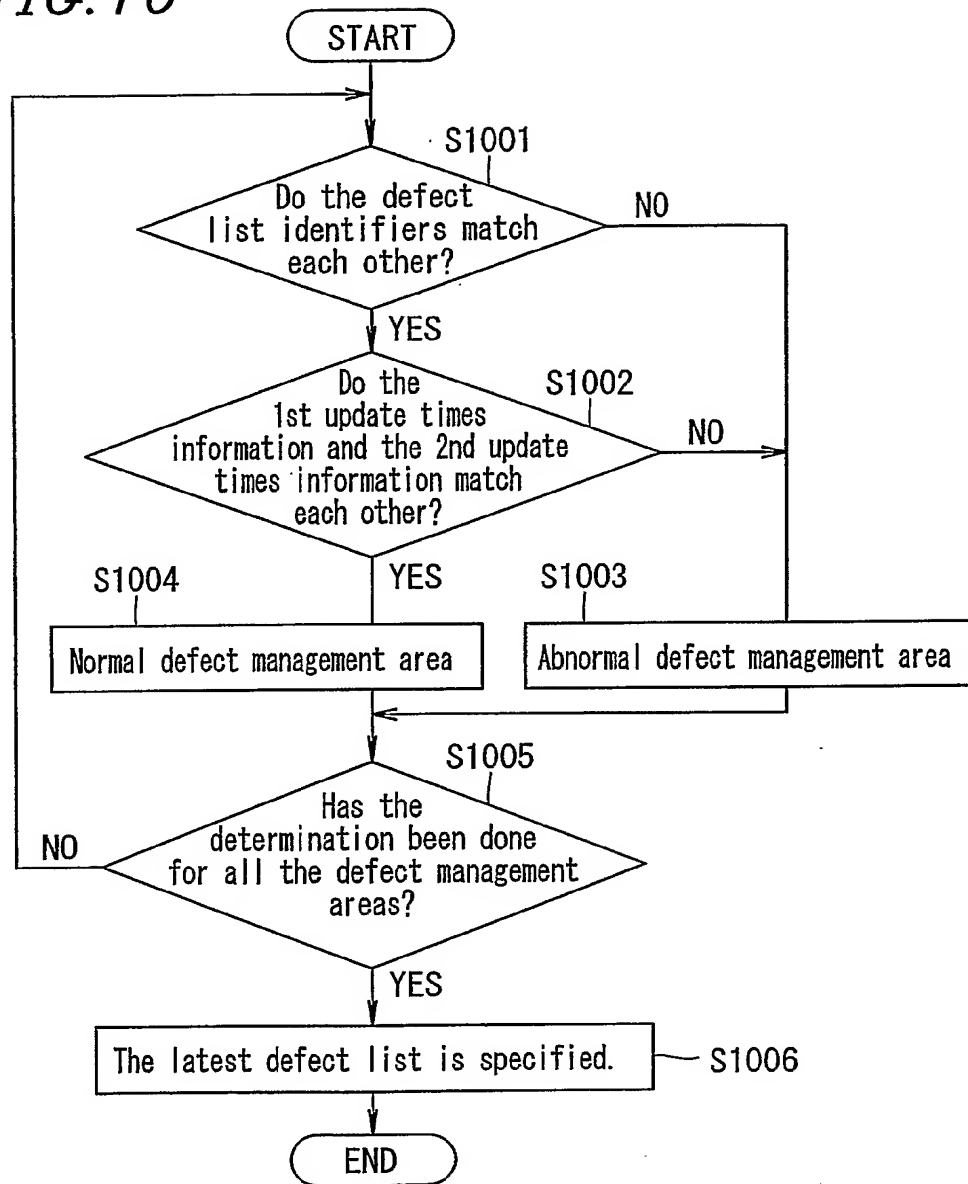 FIG. 10
START
S1001
Do the defect
list identifiers match
each other?
NO
YES
Do the
1st update times
information and the 2nd update
times information match
each other?
S1002
NO
YES
S1004
S1003
Normal defect management area
Abnormal defect management area
S1005
Has the
determination been done
for all the defect management
areas?
NO
YES
The latest defect list is specified.
S1006
END